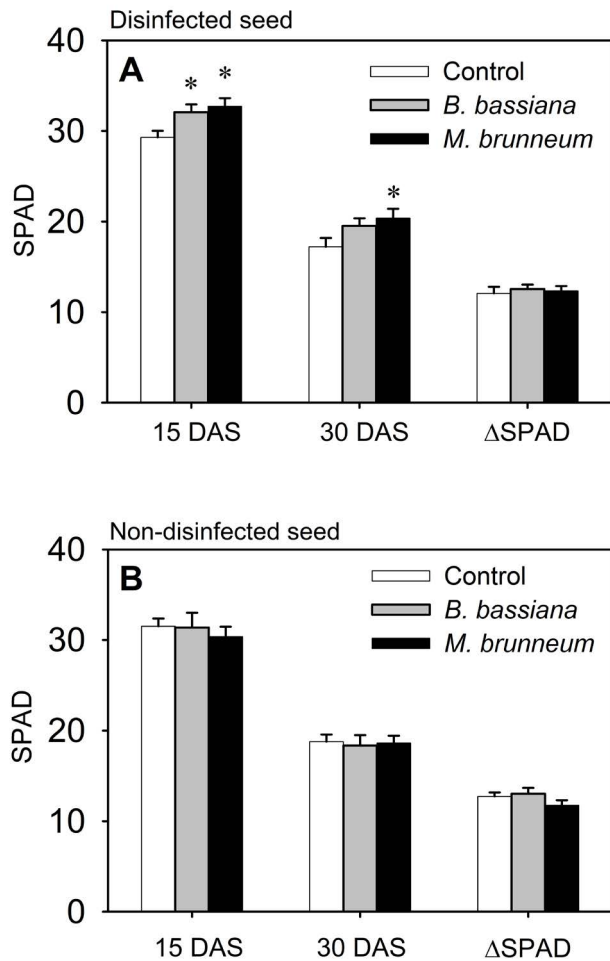 Disinfected seed
A
Control
B. bassiana
M. brunneum
* *
*
SPAD
40
30
20
10
0
15 DAS 30 DAS ΔSPAD
Non-disinfected seed
B
Control
B. bassiana
M. brunneum
SPAD
40
30
20
10
0
15 DAS 30 DAS ΔSPAD